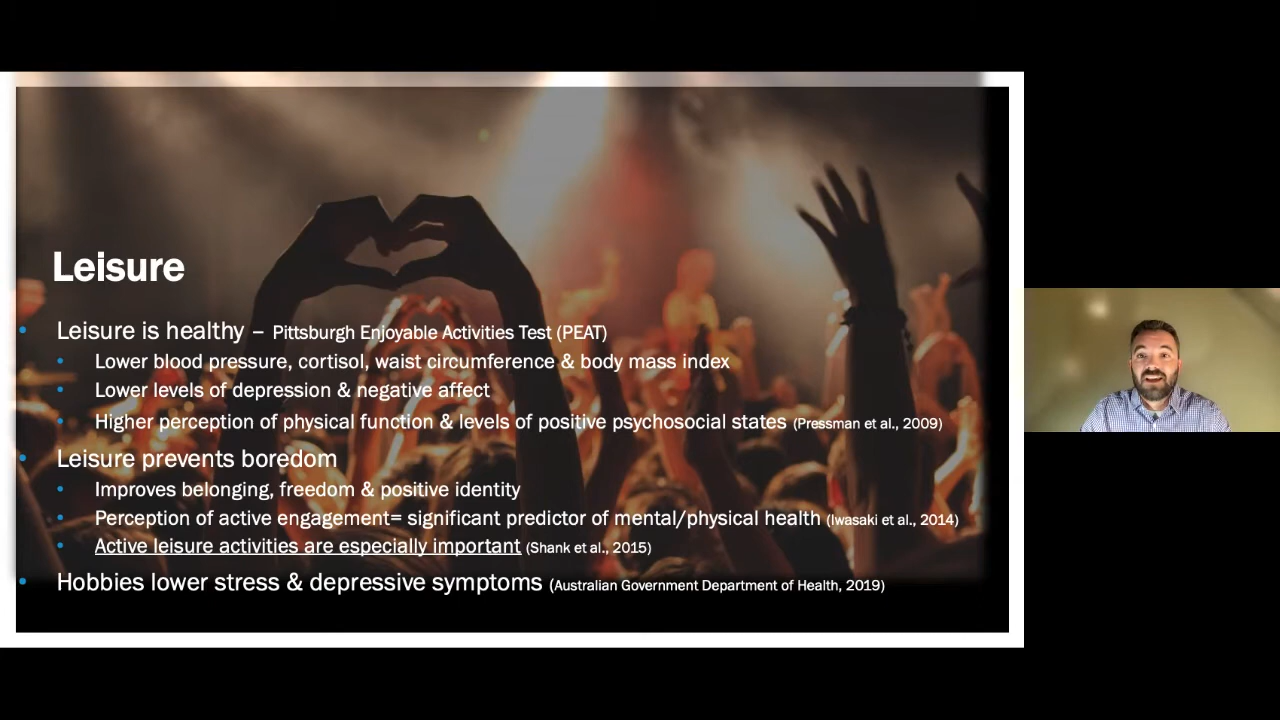 Leisure
• Leisure is healthy – Pittsburgh Enjoyable Activities Test (PEAT)
• Lower blood pressure, cortisol, waist circumference & body mass index
• Lower levels of depression & negative affect
• Higher perception of physical function & levels of positive psychosocial states (Pressman et al., 2009)
• Leisure prevents boredom
• Improves belonging, freedom & positive identity
• Perception of active engagement= significant predictor of mental/physical health (Iwasaki et al., 2014)
• Active leisure activities are especially important (Shank et al., 2015)
• Hobbies lower stress & depressive symptoms (Australian Government Department of Health, 2019)